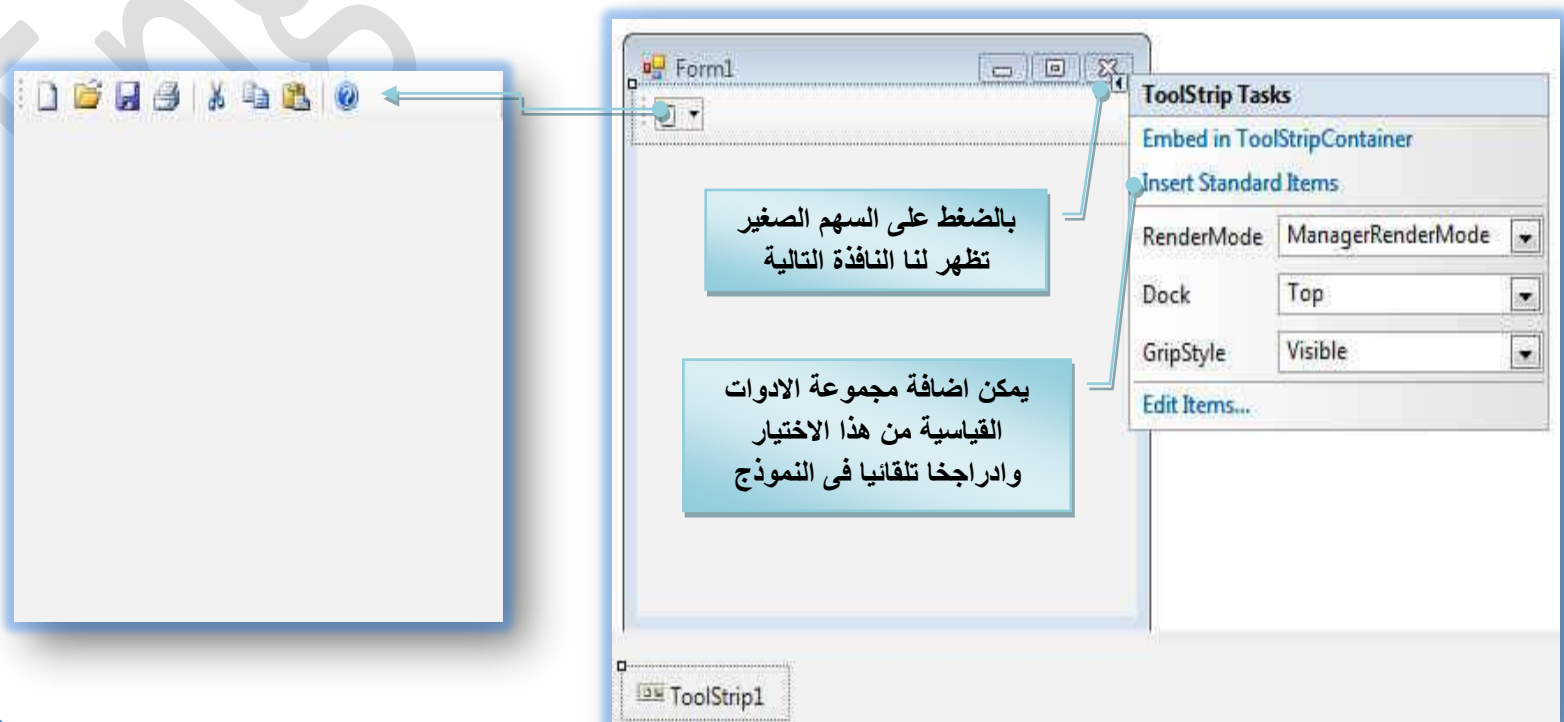 Form1
ToolStrip Tasks
Embed in ToolStripContainer
Insert Standard Items
RenderMode ManagerRenderMode
Dock Top
GripStyle Visible
Edit Items...
بالضغط على السهم الصغير
تظهر لنا النافذة التالية
يمكن اضافة مجموعة الادوات
القياسية من هذا الاختيار
وادراجخا تلقائيا فى النموذج
ToolStrip1